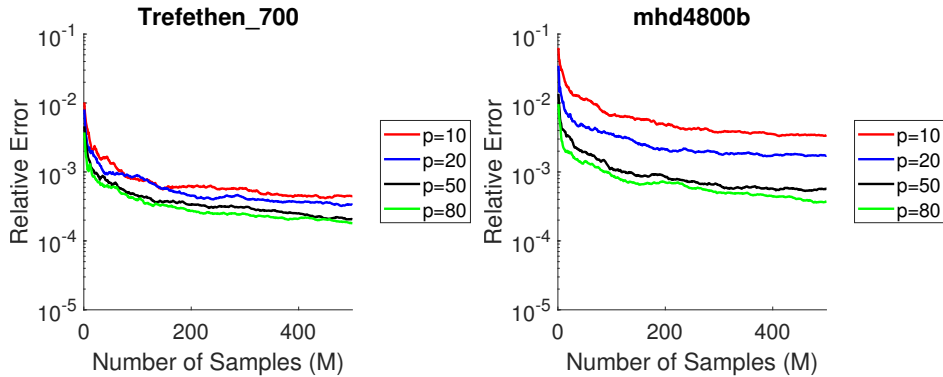 Trefethen_700
10-1
10-2
10-3
10-4
10-5
Relative Error
0
200
400
Number of Samples (M)
p=10
p=20
p=50
p=80
mhd4800b
10-1
10-2
10-3
10-4
10-5
Relative Error
0
200
400
Number of Samples (M)
p=10
p=20
p=50
p=80